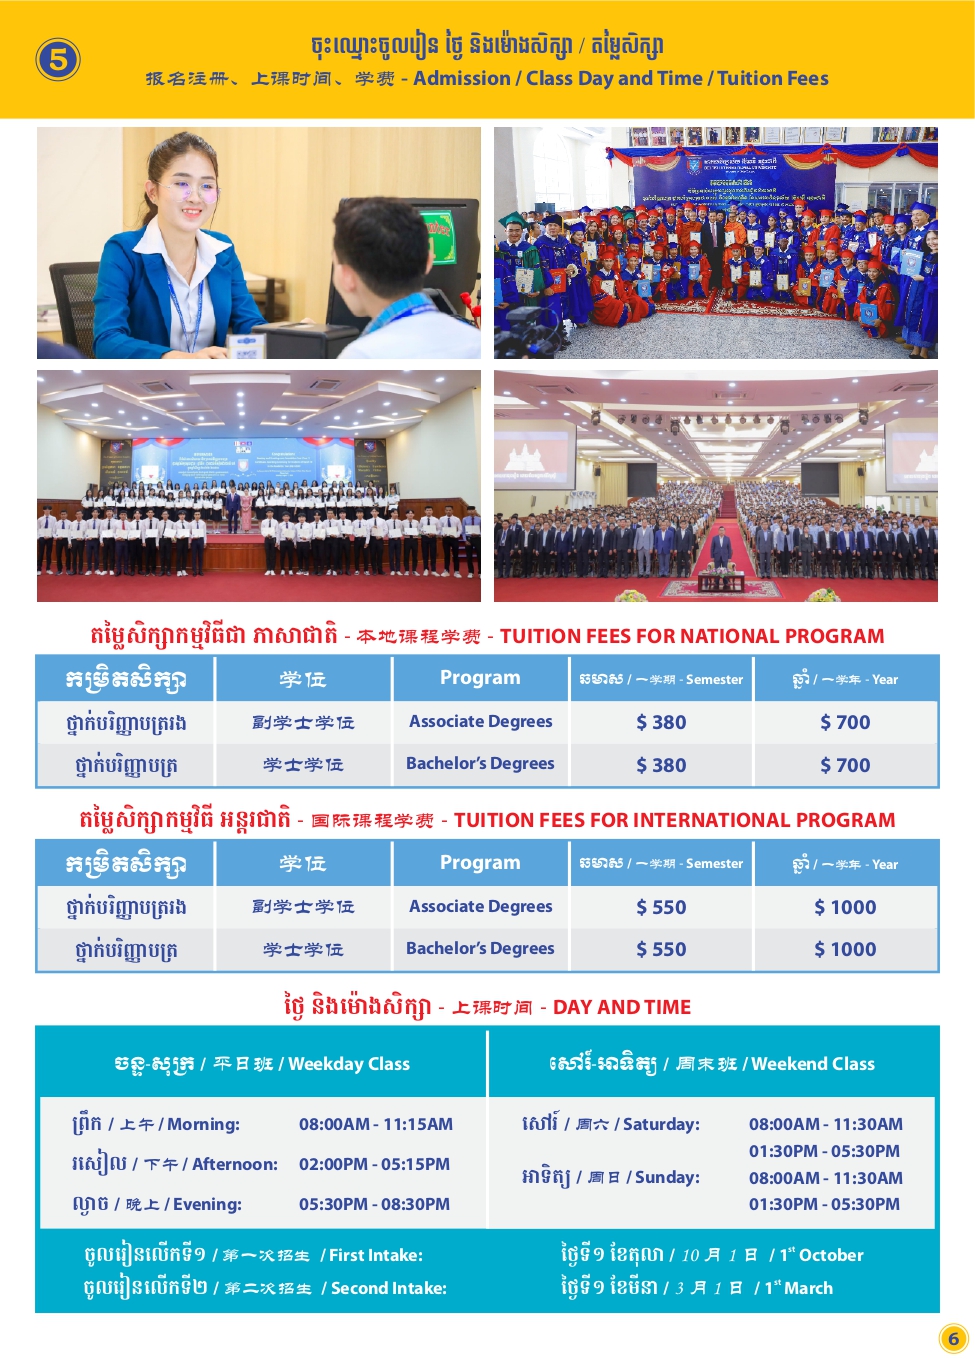 5
ចុះឈ្មោះចូលរៀន ថ្ងៃ និងម៉ោងសិក្សា / តម្លៃសិក្សា
报名注册、上课时间、学费 - Admission / Class Day and Time / Tuition Fees
តម្លៃសិក្សាកម្មវិធីជា ភាសាជាតិ - 本地课程学费 - TUITION FEES FOR NATIONAL PROGRAM
កម្រិតសិក្សា 学位 Program ឆមាស / 一学期 - Semester ឆ្នាំ / 一学年 - Year
ថ្នាក់បរិញ្ញាបត្ររង 副学士学位 Associate Degrees $ 380 $ 700
ថ្នាក់បរិញ្ញាបត្រ 学士学位 Bachelor’s Degrees $ 380 $ 700
តម្លៃសិក្សាកម្មវិធី អន្តរជាតិ - 国际课程学费 - TUITION FEES FOR INTERNATIONAL PROGRAM
កម្រិតសិក្សា 学位 Program ឆមាស / 一学期 - Semester ឆ្នាំ / 一学年 - Year
ថ្នាក់បរិញ្ញាបត្ររង 副学士学位 Associate Degrees $ 550 $ 1000
ថ្នាក់បរិញ្ញាបត្រ 学士学位 Bachelor’s Degrees $ 550 $ 1000
ថ្ងៃ និងម៉ោងសិក្សា - 上课时间 - DAY AND TIME
ចន្ទ-សុក្រ / 平日班 / Weekday Class
ព្រឹក / 上午 / Morning: 08:00AM - 11:15AM
រសៀល / 下午 / Afternoon: 02:00PM - 05:15PM
ល្ងាច / 晚上 / Evening: 05:30PM - 08:30PM
សៅរ៍-អាទិត្យ / 周末班 / Weekend Class
សៅរ៍ / 周六 / Saturday: 08:00AM - 11:30AM
01:30PM - 05:30PM
អាទិត្យ / 周日 / Sunday: 08:00AM - 11:30AM
01:30PM - 05:30PM
ចូលរៀនលើកទី១ / 第一次招生 / First Intake: ថ្ងៃទី១ ខែតុលា / 10 月 1 日 / 1st October
ចូលរៀនលើកទី២ / 第二次招生 / Second Intake: ថ្ងៃទី១ ខែមីនា / 3 月 1 日 / 1st March
6